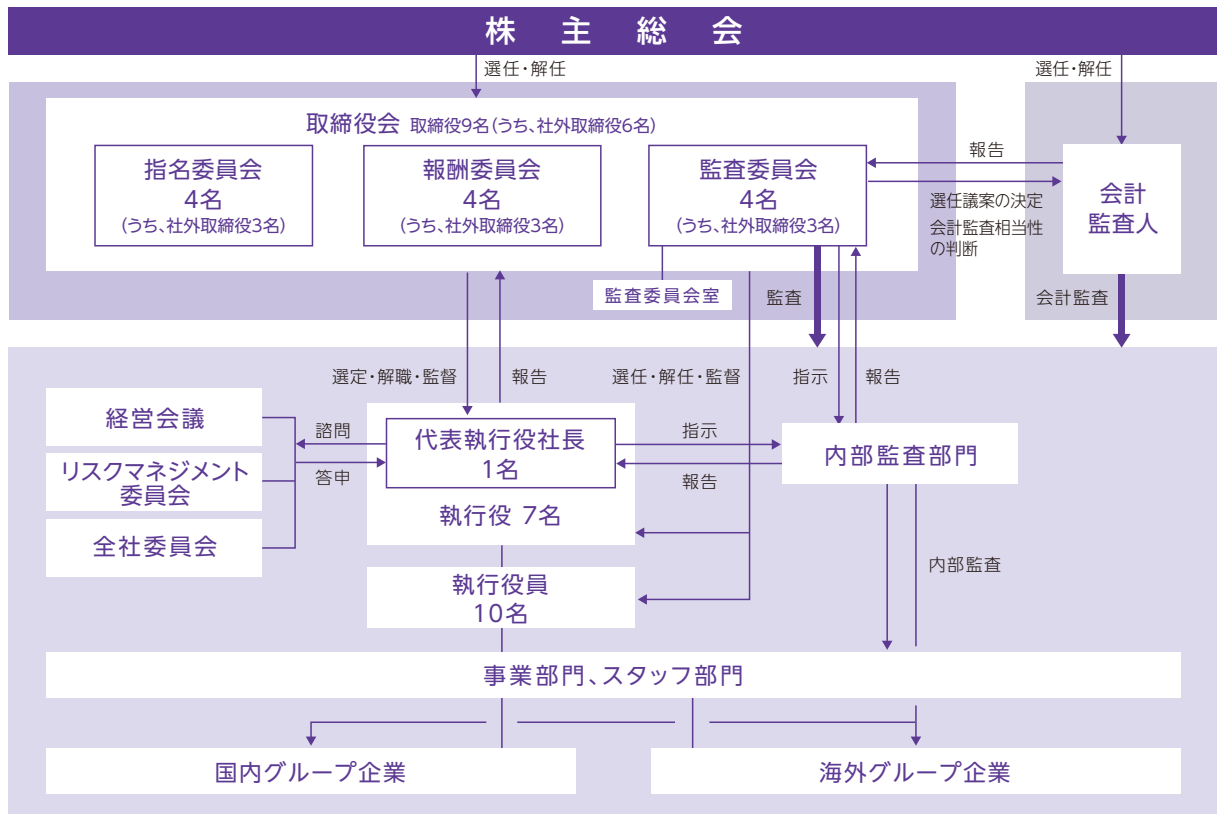 株主総会
選任・解任
選任・解任
取締役会 取締役9名(うち、社外取締役6名)
指名委員会
4名
(うち、社外取締役3名)
報酬委員会
4名
(うち、社外取締役3名)
監査委員会
4名
(うち、社外取締役3名)
報告
選任議案の決定
会計監査相当性
の判断
会計
監査人
監査委員会室
監査
会計監査
選定・解職・監督
報告
選任・解任・監督
指示
報告
経営会議
リスクマネジメント
委員会
全社委員会
諮問
答申
代表執行役社長
1名
執行役 7名
指示
報告
内部監査部門
執行役員
10名
内部監査
事業部門、スタッフ部門
国内グループ企業
海外グループ企業